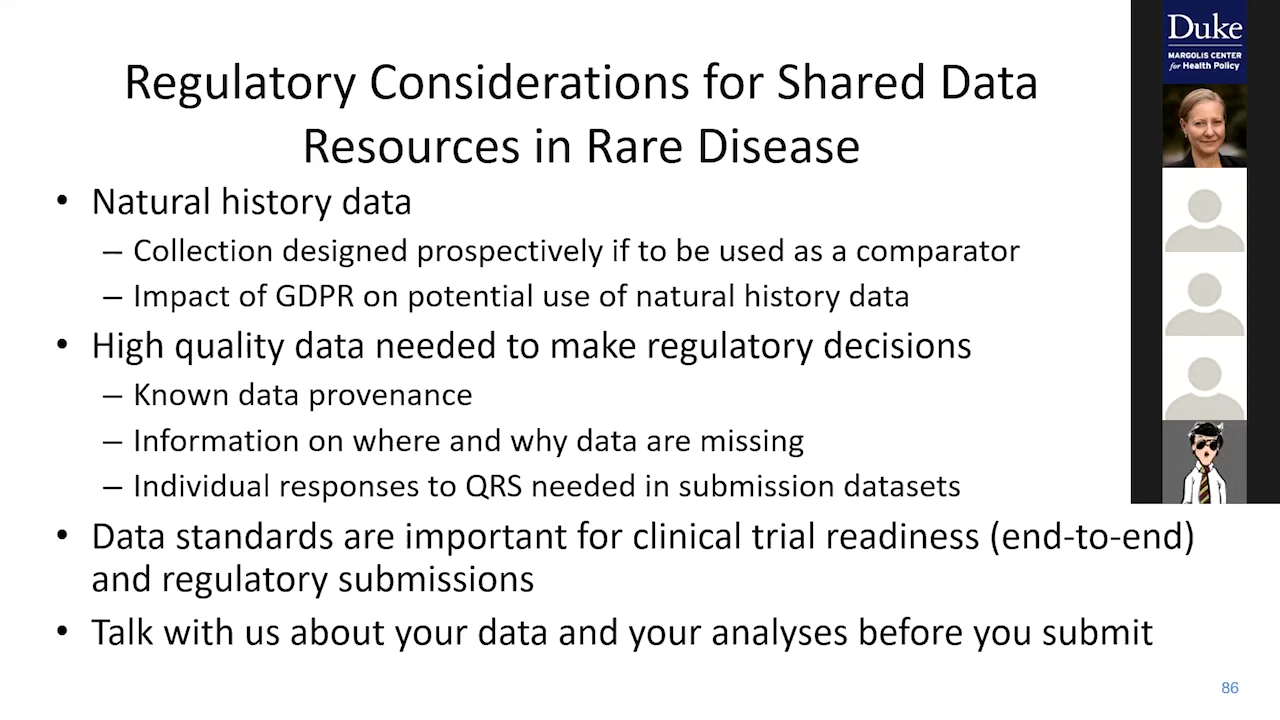 Regulatory Considerations for Shared Data
Resources in Rare Disease
• Natural history data
– Collection designed prospectively if to be used as a comparator
– Impact of GDPR on potential use of natural history data
• High quality data needed to make regulatory decisions
– Known data provenance
– Information on where and why data are missing
– Individual responses to QRS needed in submission datasets
• Data standards are important for clinical trial readiness (end-to-end)
and regulatory submissions
• Talk with us about your data and your analyses before you submit
86
Duke
MARGOLIS CENTER
for Health Policy